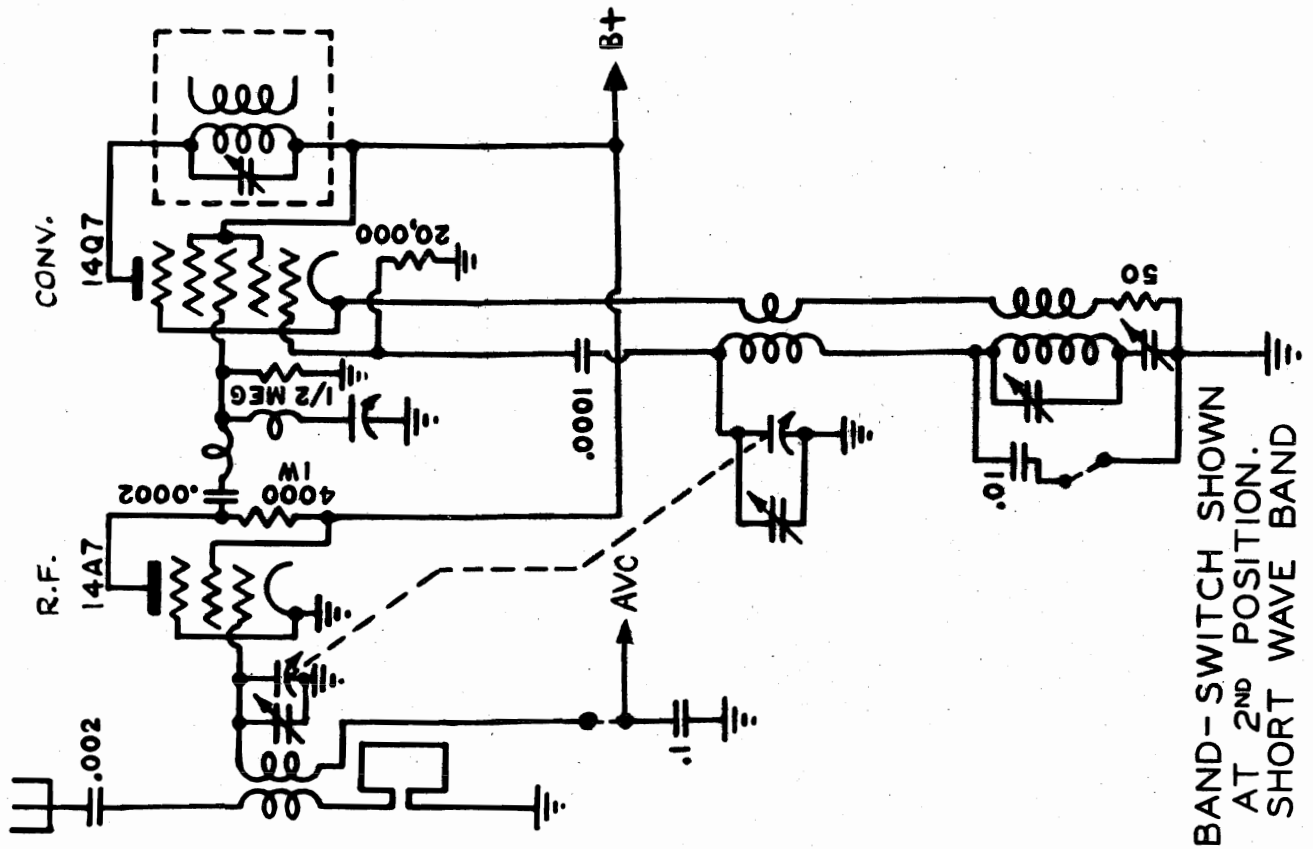 CONV.
14Q7
R.F.
14A7
B+
20,000
1/2 MEG
.0002
4000
1W
.0001
.002
AVC
.1
.01
50
BAND-SWITCH SHOWN
AT 2ND POSITION.
SHORT WAVE BAND